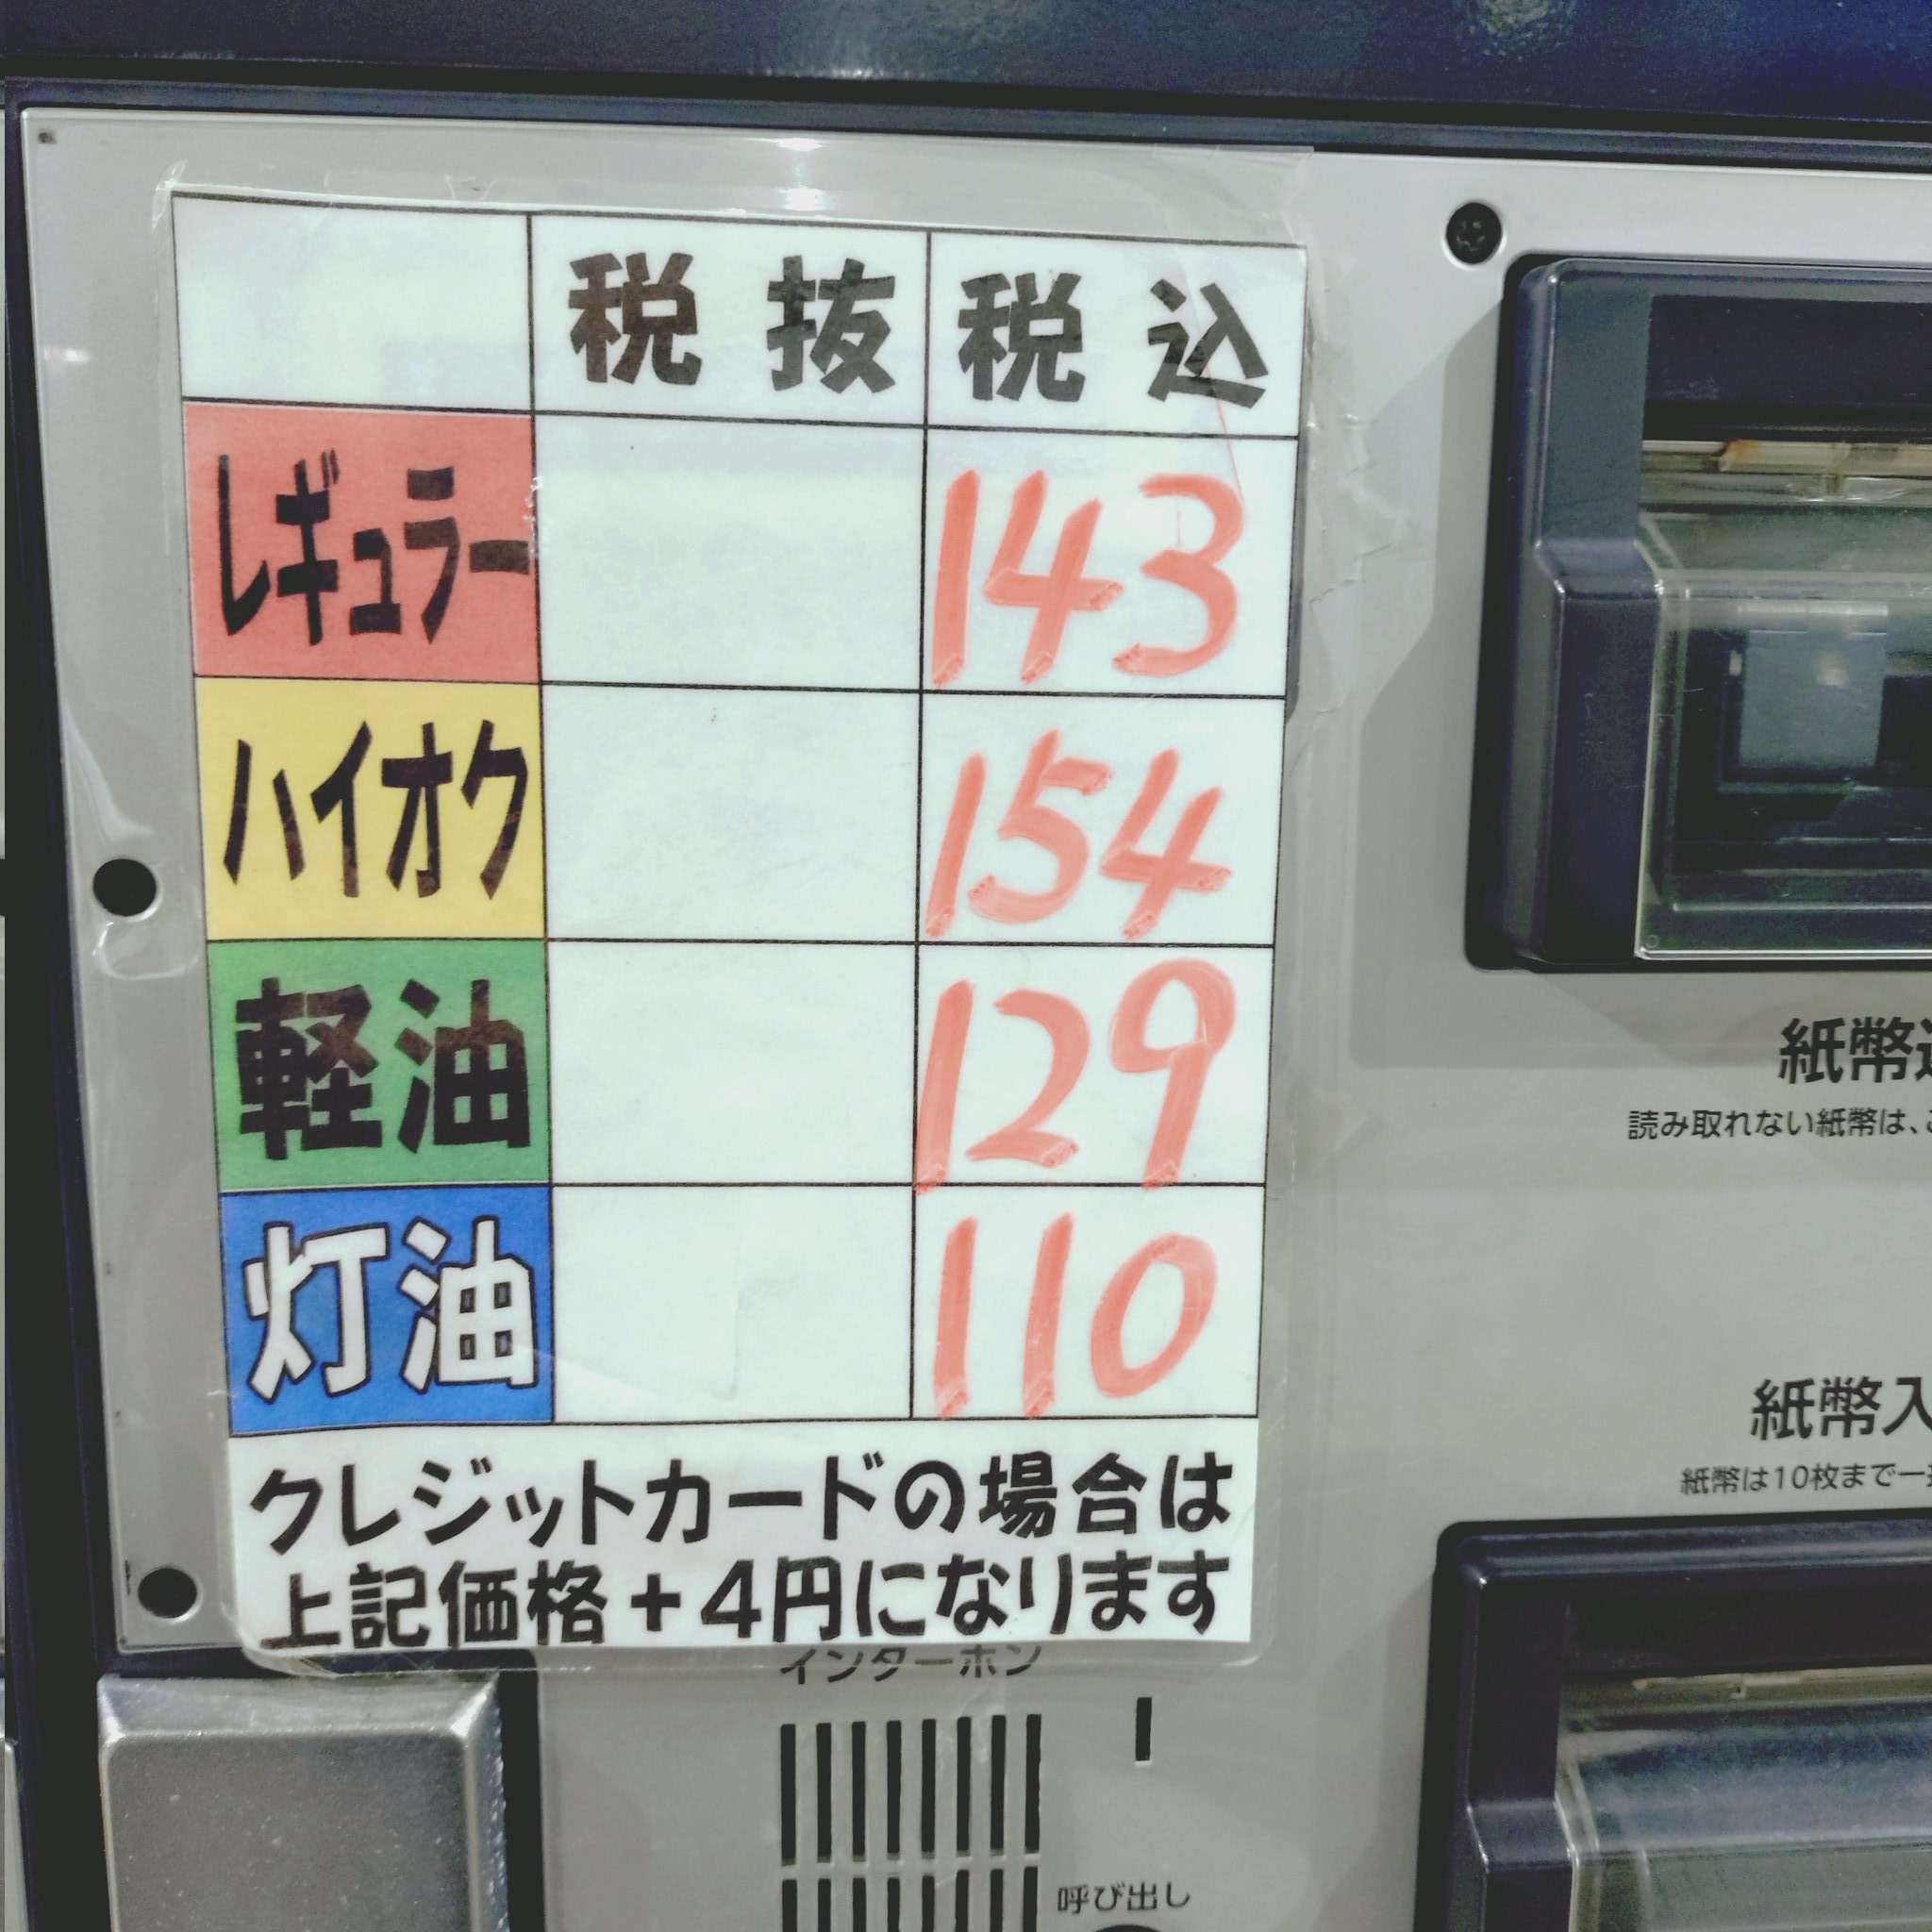 税抜 税込
レギュラー 143
ハイオク 154
軽油 129
灯油 110
クレジットカードの場合は
上記価格+4円になります
インターホン
呼び出し
紙幣
読み取れない紙幣は、
紙幣入
紙幣は10枚まで一